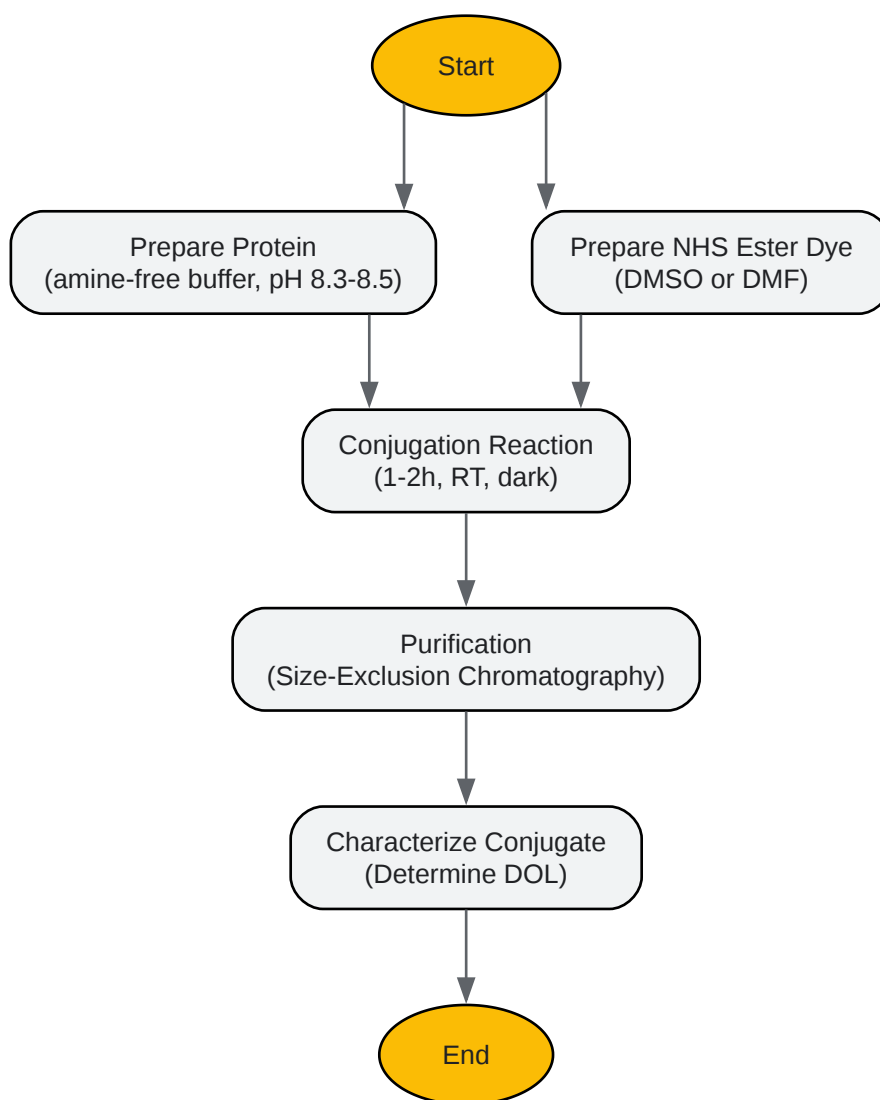 Start
Prepare Protein
(amine-free buffer, pH 8.3-8.5)
Prepare NHS Ester Dye
(DMSO or DMF)
Conjugation Reaction
(1-2h, RT, dark)
Purification
(Size-Exclusion Chromatography)
Characterize Conjugate
(Determine DOL)
End